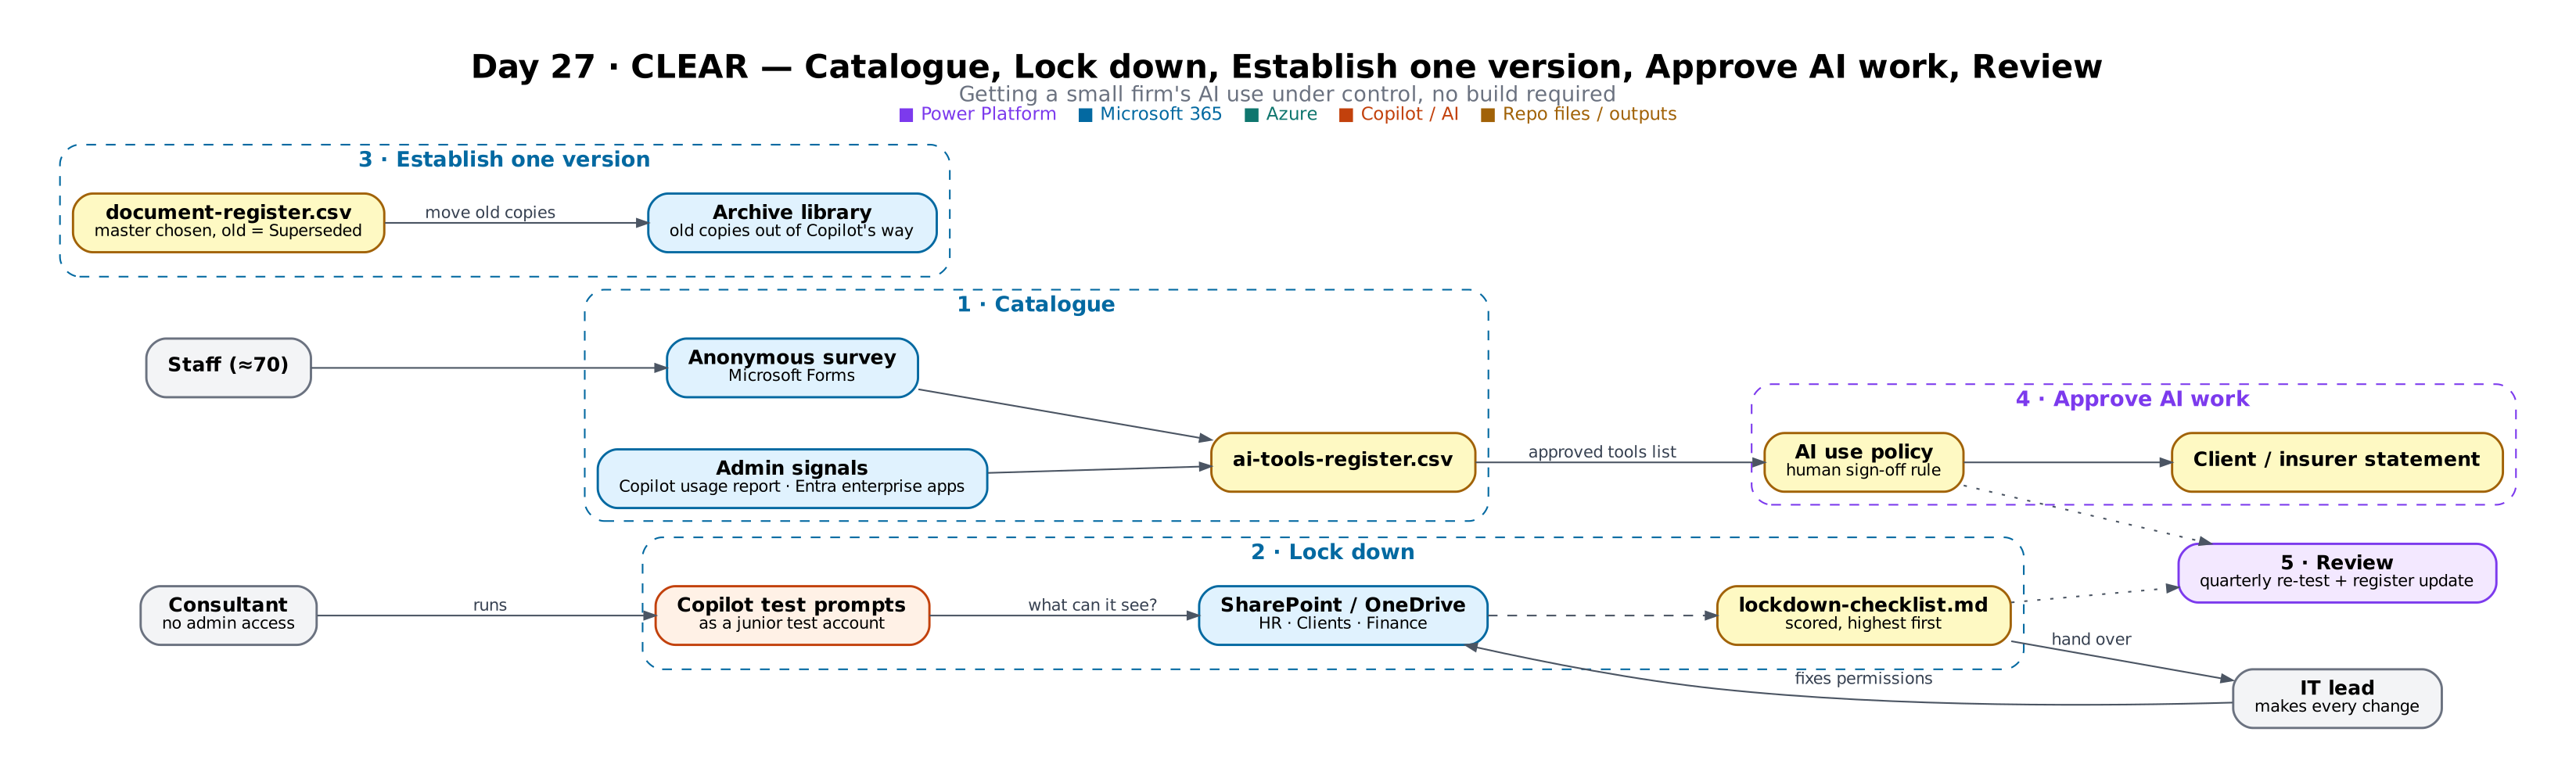 Day 27 · CLEAR — Catalogue, Lock down, Establish one version, Approve AI work, Review
Getting a small firm's AI use under control, no build required
■ Power Platform ■ Microsoft 365 ■ Azure ■ Copilot / AI ■ Repo files / outputs
3 · Establish one version
document-register.csv
master chosen, old = Superseded
move old copies
Archive library
old copies out of Copilot's way
1 · Catalogue
Staff (≈70)
Anonymous survey
Microsoft Forms
Admin signals
Copilot usage report · Entra enterprise apps
ai-tools-register.csv
approved tools list
4 · Approve AI work
AI use policy
human sign-off rule
Client / insurer statement
2 · Lock down
Consultant
no admin access
runs
Copilot test prompts
as a junior test account
what can it see?
SharePoint / OneDrive
HR · Clients · Finance
lockdown-checklist.md
scored, highest first
5 · Review
quarterly re-test + register update
hand over
fixes permissions
IT lead
makes every change